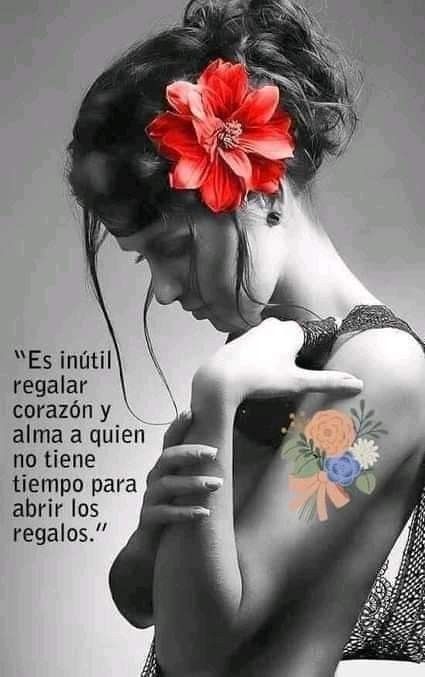 "Es inútil
regalar
corazón y
alma a quien
no tiene
tiempo para
abrir los
regalos."